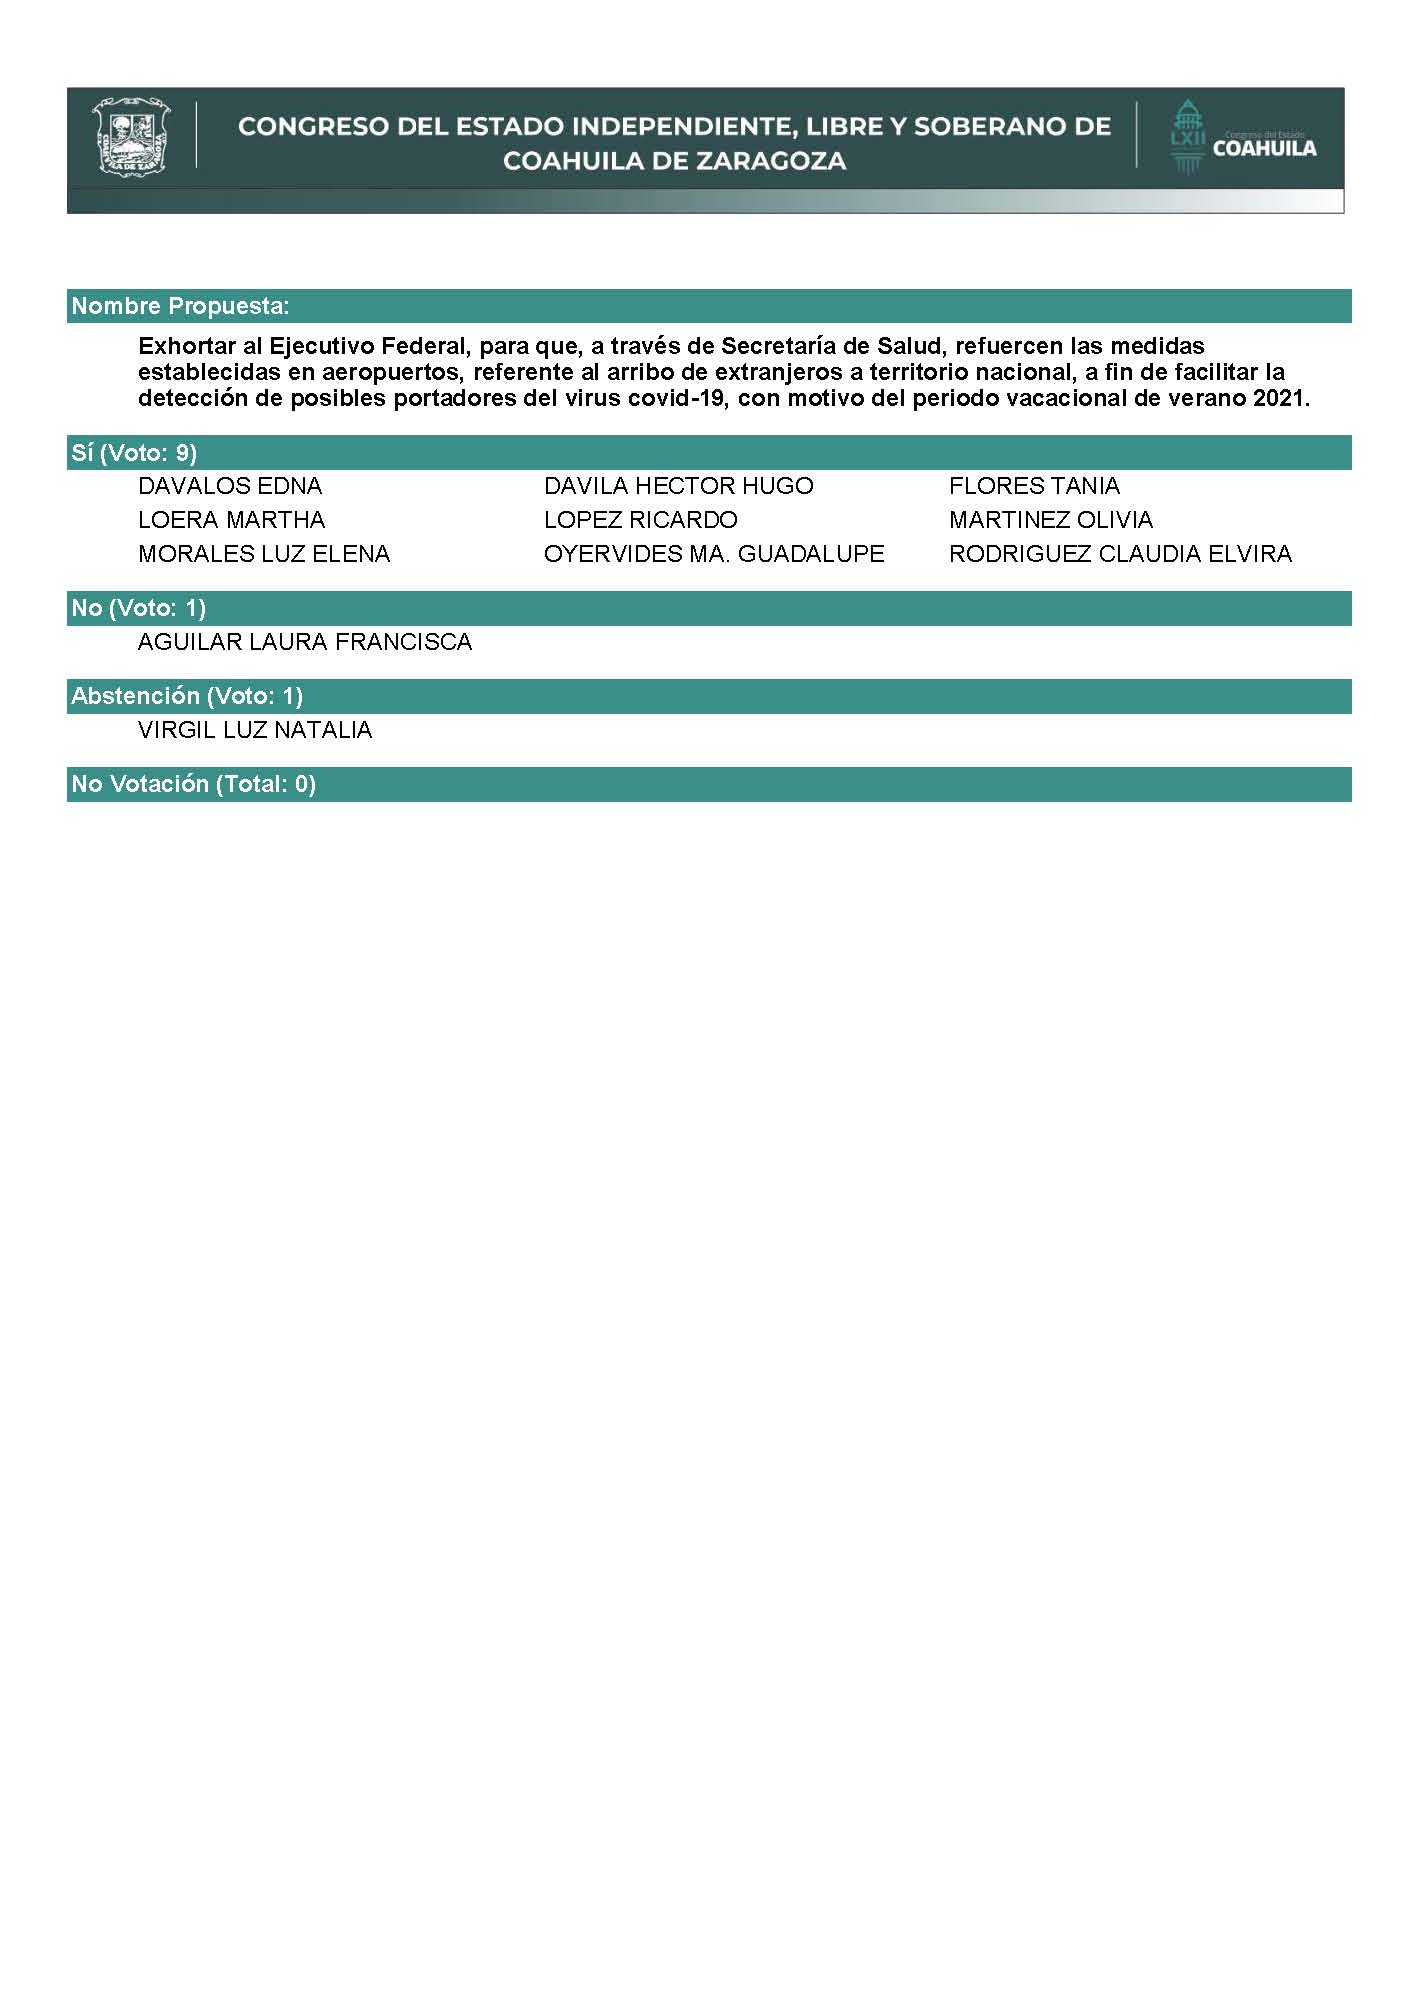 CONGRESO DEL ESTADO INDEPENDIENTE, LIBRE Y SOBERANO DE
COAHUILA DE ZARAGOZA
LXII
Congreso del Estado
COAHUILA
Nombre Propuesta:
Exhortar al Ejecutivo Federal, para que, a través de Secretaría de Salud, refuercen las medidas
establecidas en aeropuertos, referente al arribo de extranjeros a territorio nacional, a fin de facilitar la
detección de posibles portadores del virus covid-19, con motivo del periodo vacacional de verano 2021.
Sí (Voto: 9)
DAVALOS EDNA DAVILA HECTOR HUGO FLORES TANIA
LOERA MARTHA LOPEZ RICARDO MARTINEZ OLIVIA
MORALES LUZ ELENA OYERVIDES MA. GUADALUPE RODRIGUEZ CLAUDIA ELVIRA
No (Voto: 1)
AGUILAR LAURA FRANCISCA
Abstención (Voto: 1)
VIRGIL LUZ NATALIA
No Votación (Total: 0)